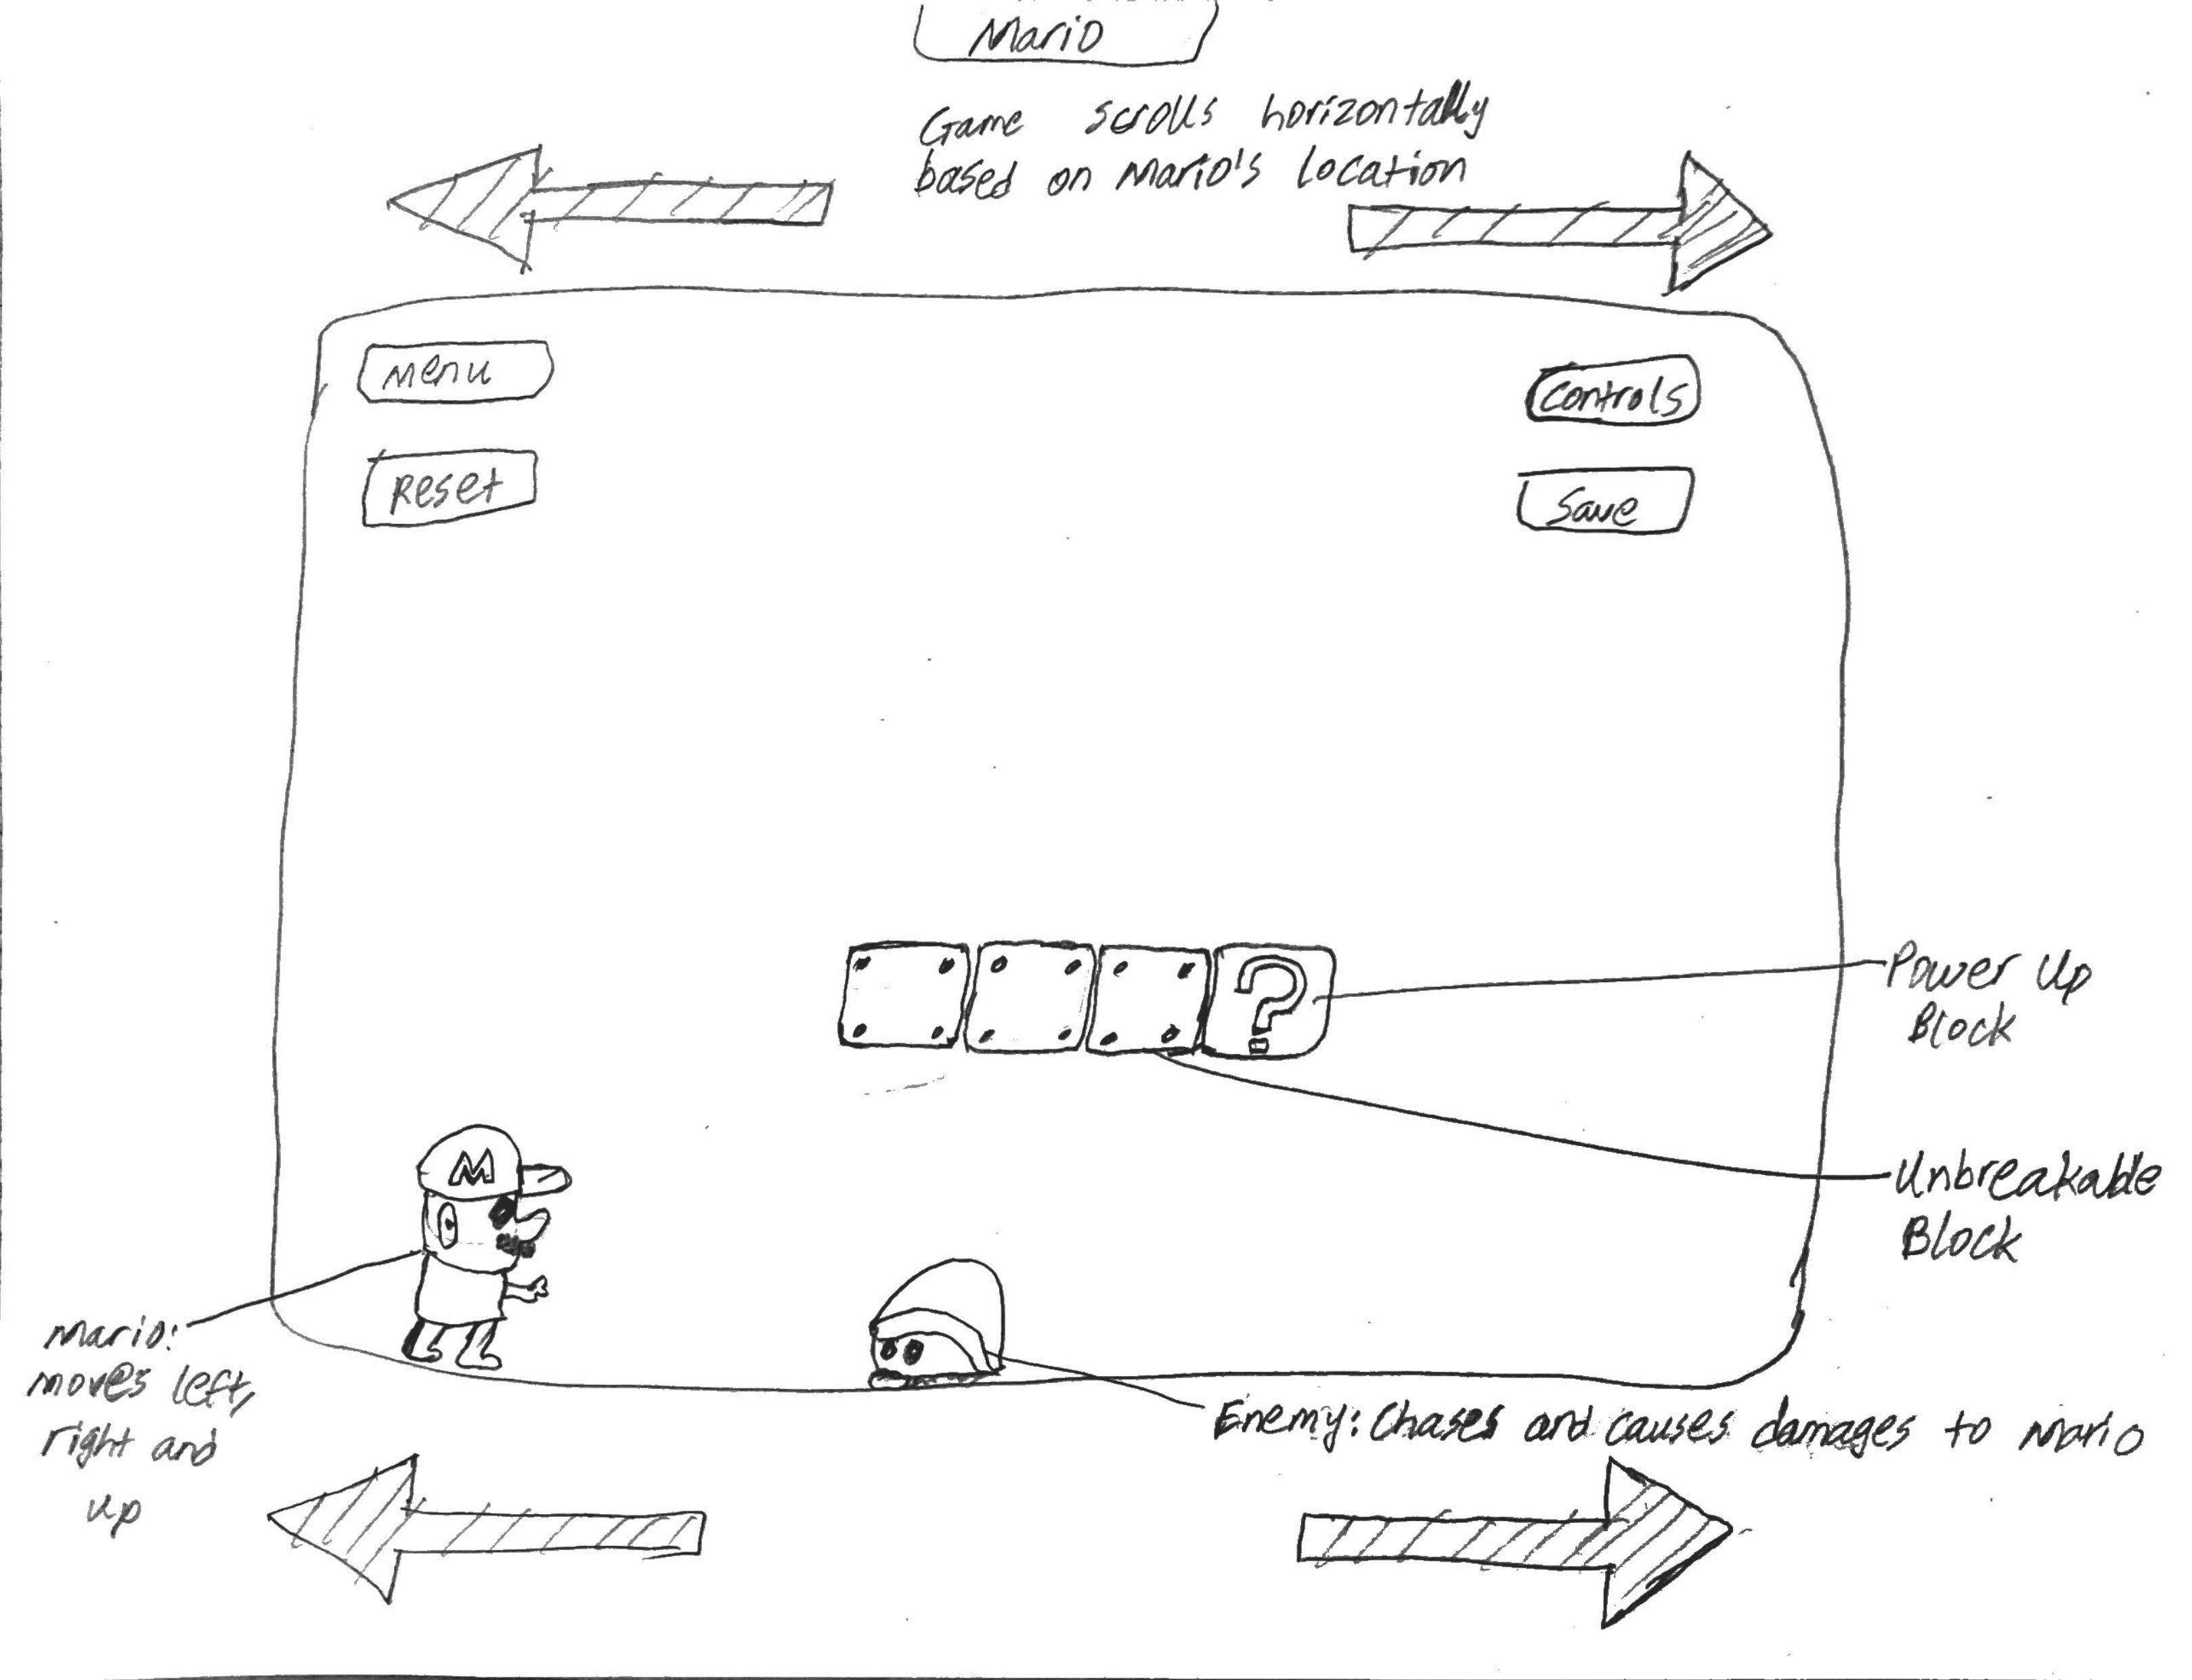 Mario
Game scrolls horizontally
based on Mario's location
Menu
Controls
Reset
Save
?
Power Up
Block
M
Unbreakable
Block
Mario:
moves left,
right and
up
Enemy: Chases and causes damages to Mario